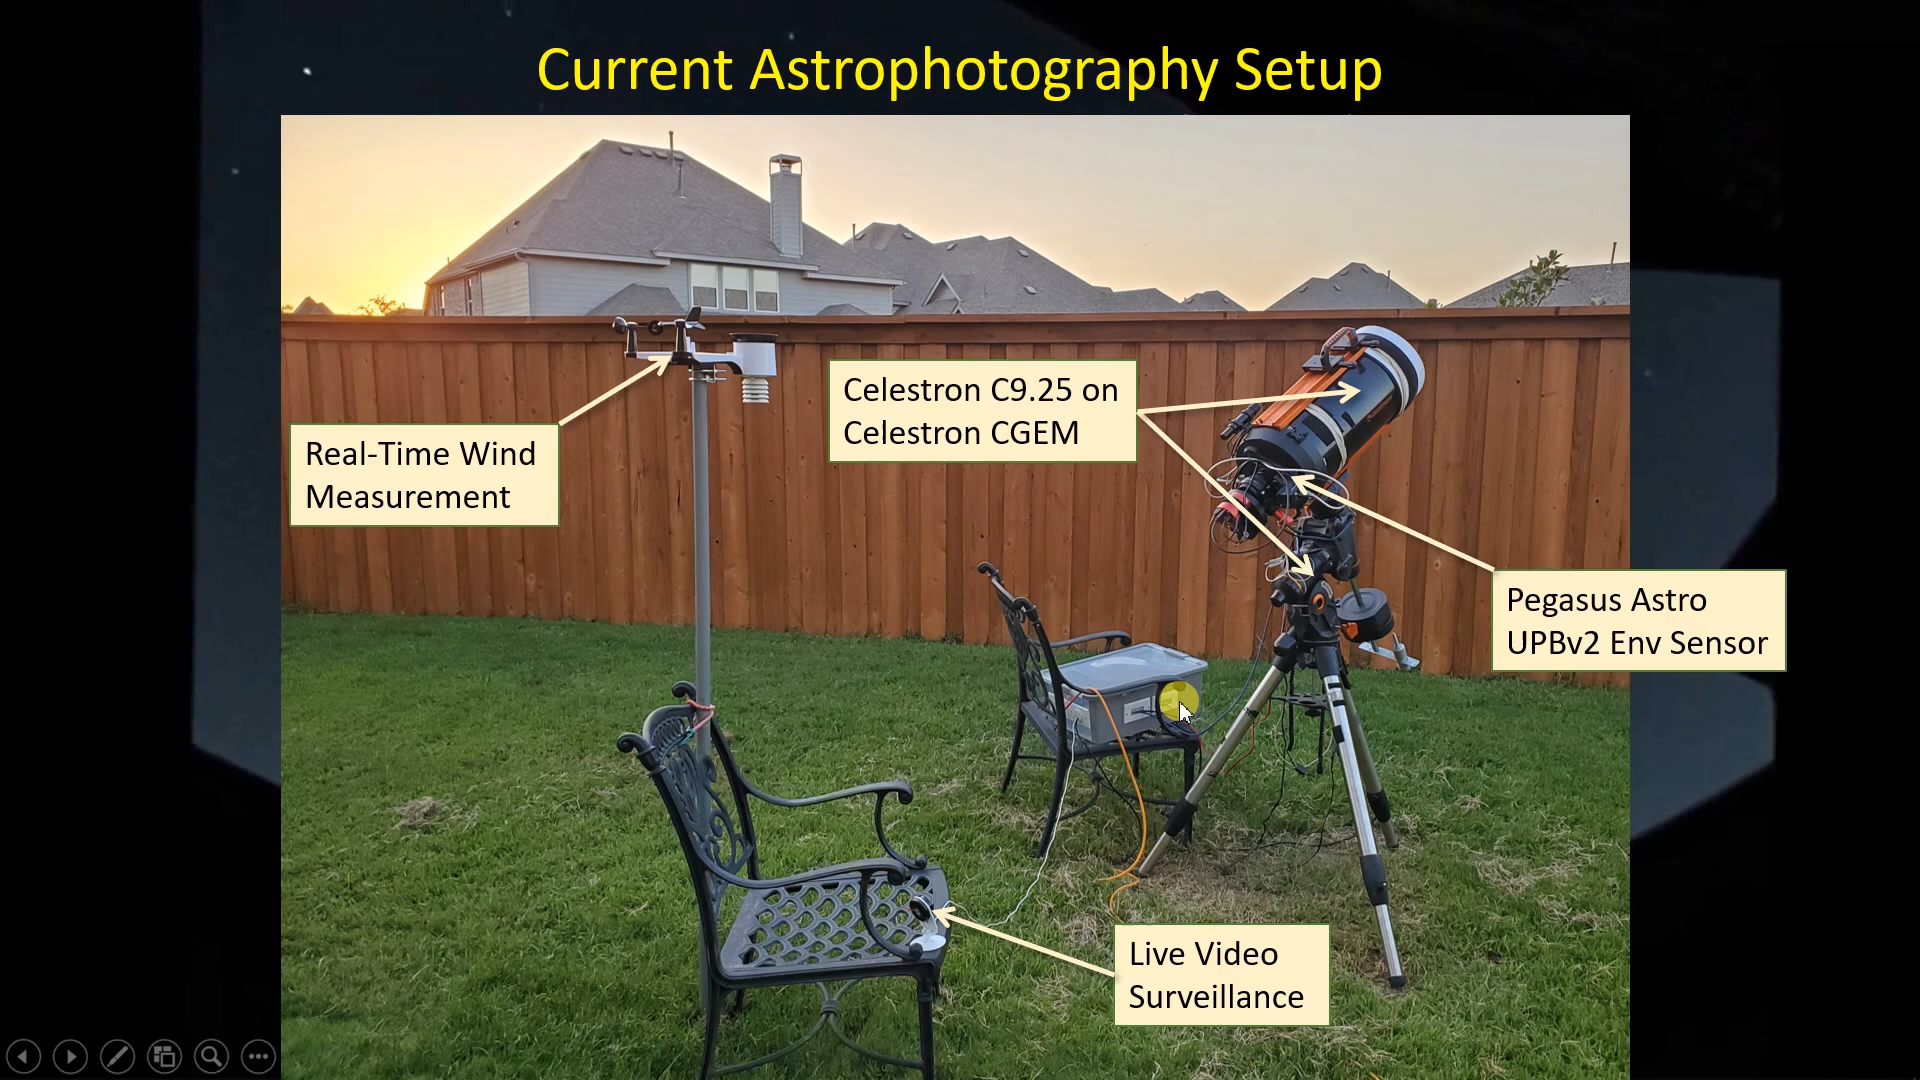 Current Astrophotography Setup
Real-Time Wind
Measurement
Celestron C9.25 on
Celestron CGEM
Pegasus Astro
UPBv2 Env Sensor
Live Video
Surveillance